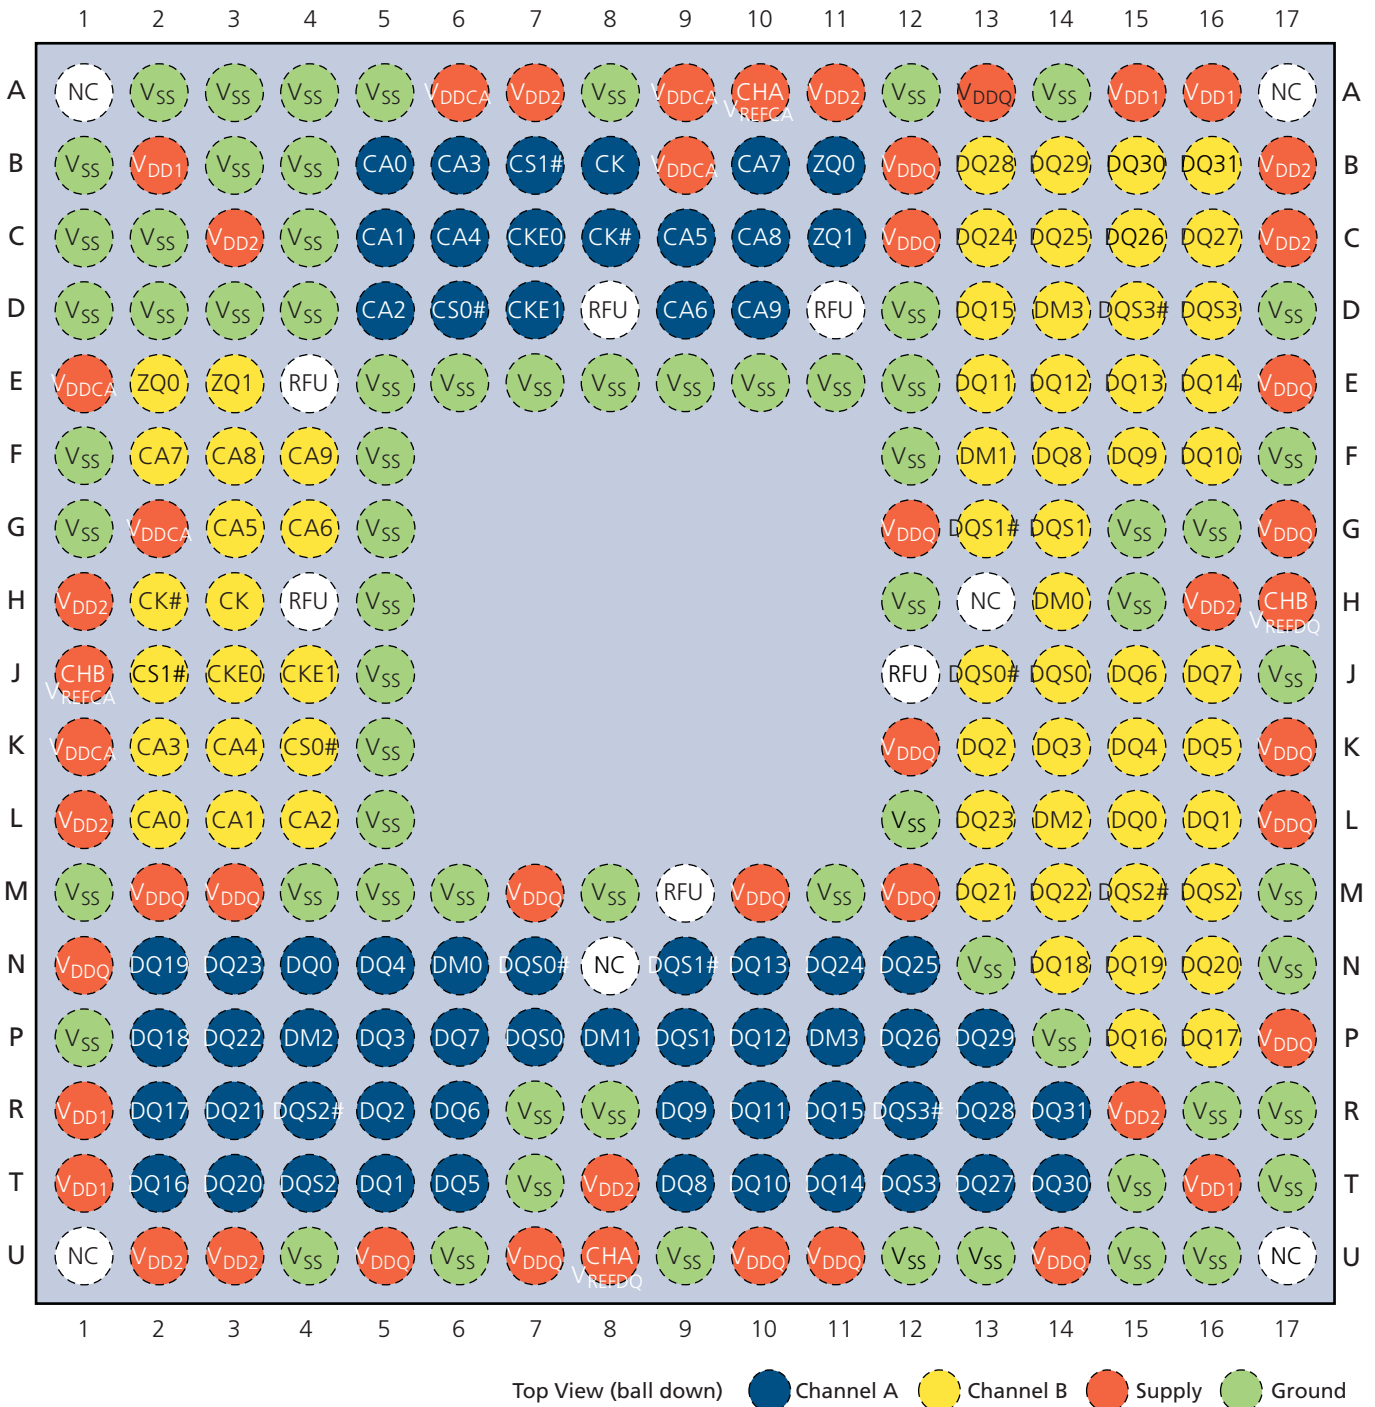 1 2 3 4 5 6 7 8 9 10 11 12 13 14 15 16 17
A NC VSS VSS VSS VSS VDDCA VDD2 VSS VDDCA CHA VREFCA VDD2 VSS VDDQ VSS VDD1 VDD1 NC A
B VSS VDD1 VSS VSS CA0 CA3 CS1# CK VDDCA CA7 ZQ0 VDDQ DQ28 DQ29 DQ30 DQ31 VDD2 B
C VSS VSS VDD2 VSS CA1 CA4 CKE0 CK# CA5 CA8 ZQ1 VDDQ DQ24 DQ25 DQ26 DQ27 VDD2 C
D VSS VSS VSS VSS CA2 CS0# CKE1 RFU CA6 CA9 RFU VSS DQ15 DM3 DQS3# DQS3 VSS D
E VDDCA ZQ0 ZQ1 RFU VSS VSS VSS VSS VSS VSS VSS VSS DQ11 DQ12 DQ13 DQ14 VDDQ E
F VSS CA7 CA8 CA9 VSS VSS DM1 DQ8 DQ9 DQ10 VSS F
G VSS VDDCA CA5 CA6 VSS VDDQ DQS1# DQS1 VSS VSS VDDQ G
H VDD2 CK# CK RFU VSS VSS NC DM0 VSS VDD2 CHB VREFDQ H
J CHB VREFCA CS1# CKE0 CKE1 VSS RFU DQS0# DQS0 DQ6 DQ7 VSS J
K VDDCA CA3 CA4 CS0# VSS VDDQ DQ2 DQ3 DQ4 DQ5 VDDQ K
L VDD2 CA0 CA1 CA2 VSS VSS DQ23 DM2 DQ0 DQ1 VDDQ L
M VSS VDDQ VDDQ VSS VSS VSS VDDQ VSS RFU VDDQ VSS VDDQ DQ21 DQ22 DQS2# DQS2 VSS M
N VDDQ DQ19 DQ23 DQ0 DQ4 DM0 DQS0# NC DQS1# DQ13 DQ24 DQ25 VSS DQ18 DQ19 DQ20 VSS N
P VSS DQ18 DQ22 DM2 DQ3 DQ7 DQS0 DM1 DQS1 DQ12 DM3 DQ26 DQ29 VSS DQ16 DQ17 VDDQ P
R VDD1 DQ17 DQ21 DQS2# DQ2 DQ6 VSS VSS DQ9 DQ11 DQ15 DQS3# DQ28 DQ31 VDD2 VSS VSS R
T VDD1 DQ16 DQ20 DQS2 DQ1 DQ5 VSS VDD2 DQ8 DQ10 DQ14 DQS3 DQ27 DQ30 VSS VDD1 VSS T
U NC VDD2 VDD2 VSS VDDQ VSS VDDQ CHA VREFDQ VSS VDDQ VDDQ VSS VSS VDDQ VSS VSS NC U
1 2 3 4 5 6 7 8 9 10 11 12 13 14 15 16 17
Top View (ball down) Channel A Channel B Supply Ground